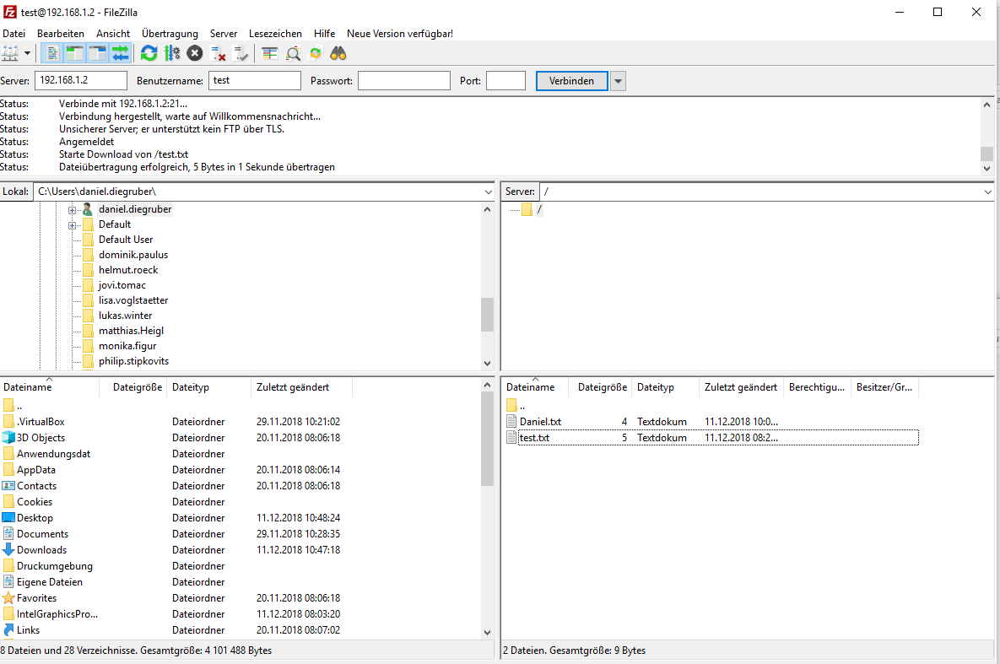 test@192.168.1.2 - FileZilla
Datei Bearbeiten Ansicht Übertragung Server Lesezeichen Hilfe Neue Version verfügbar!
Server: 192.168.1.2 Benutzername: test Passwort: Port: Verbinden
Status: Verbinde mit 192.168.1.2:21...
Status: Verbindung hergestellt, warte auf Willkommensnachricht...
Status: Unsicherer Server; er unterstützt kein FTP über TLS.
Status: Angemeldet
Status: Starte Download von /test.txt
Status: Dateiübertragung erfolgreich, 5 Bytes in 1 Sekunde übertragen
Lokal: C:\Users\daniel.diegruber\
daniel.diegruber
Default
Default User
dominik.paulus
helmut.roeck
jovi.tomac
lisa.voglstaetter
lukas.winter
matthias.Heigl
monika.figur
philip.stipkovits
Server: /
/
Dateiname Dateigröße Dateityp Zuletzt geändert
..
.VirtualBox Dateiordner 29.11.2018 10:21:02
3D Objects Dateiordner 20.11.2018 08:06:18
Anwendungsdat Dateiordner
AppData Dateiordner 20.11.2018 08:06:14
Contacts Dateiordner 20.11.2018 08:06:18
Cookies Dateiordner
Desktop Dateiordner 11.12.2018 10:48:24
Documents Dateiordner 29.11.2018 10:28:35
Downloads Dateiordner 11.12.2018 10:47:18
Druckumgebung Dateiordner
Eigene Dateien Dateiordner
Favorites Dateiordner 20.11.2018 08:06:18
IntelGraphicsPro... Dateiordner 11.12.2018 08:03:20
Links Dateiordner 20.11.2018 08:07:02
8 Dateien und 28 Verzeichnisse. Gesamtgröße: 4 101 488 Bytes
Dateiname Dateigröße Dateityp Zuletzt geändert Berechtigu... Besitzer/Gr...
..
Daniel.txt 4 Textdokum 11.12.2018 10:0...
test.txt 5 Textdokum 11.12.2018 08:2...
2 Dateien. Gesamtgröße: 9 Bytes